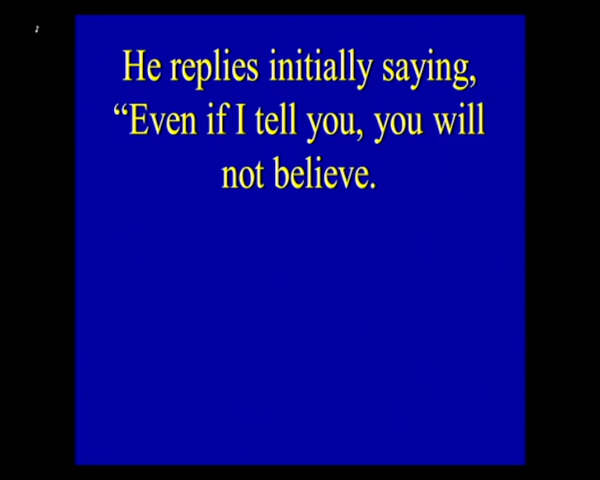 He replies initially saying,
“Even if I tell you, you will
not believe.